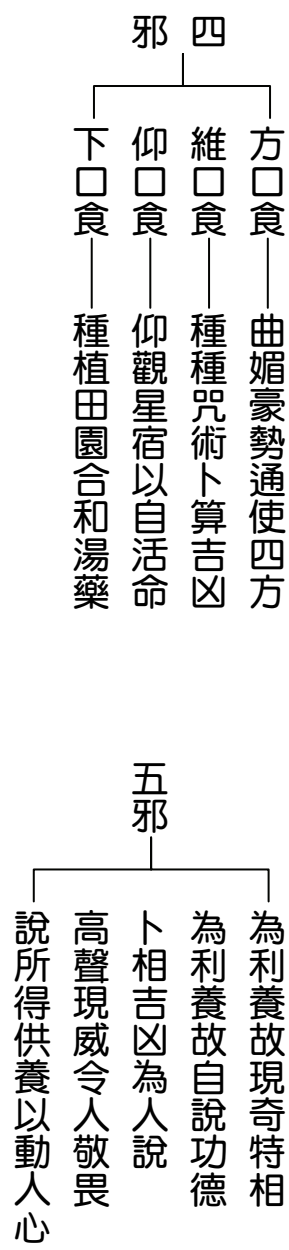 四邪
方口食
曲媚豪勢通使四方
維口食
種種咒術卜算吉凶
仰口食
仰觀星宿以自活命
下口食
種植田園合和湯藥
五邪
為利養故現奇特相
為利養故自說功德
卜相吉凶為人說
高聲現威令人敬畏
說所得供養以動人心